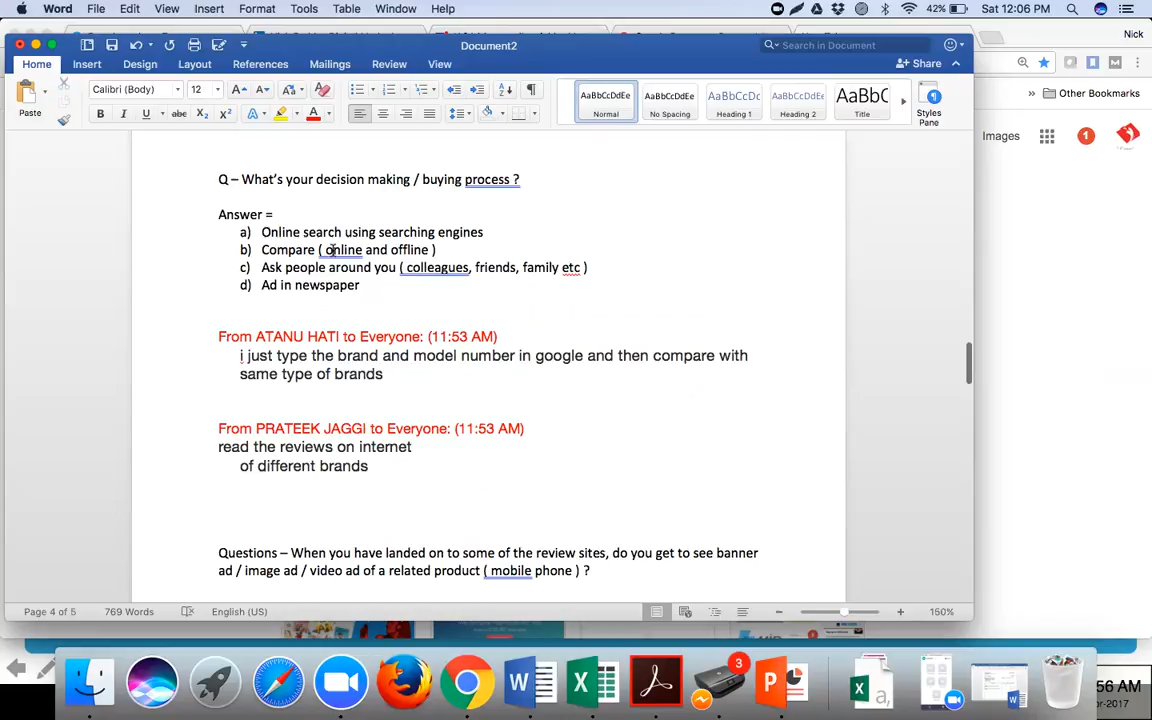 Word File Edit View Insert Format Tools Table Window Help 42% Sat 12:06 PM
Nick
Document2
Search in Document
Home Insert Design Layout References Mailings Review View Share
Other Bookmarks
Paste
Calibri (Body) 12
AaBbCcDdEe AaBbCcDdEe AaBbCcDc AaBbCcDdEe AaBbC
Normal No Spacing Heading 1 Heading 2 Title Styles Pane
Images 1
Q – What's your decision making / buying process ?
Answer =
a) Online search using searching engines
b) Compare ( online and offline )
c) Ask people around you ( colleagues, friends, family etc )
d) Ad in newspaper
From ATANU HATI to Everyone: (11:53 AM)
i just type the brand and model number in google and then compare with
same type of brands
From PRATEEK JAGGI to Everyone: (11:53 AM)
read the reviews on internet
of different brands
Questions – When you have landed on to some of the review sites, do you get to see banner
ad / image ad / video ad of a related product ( mobile phone ) ?
Page 4 of 5 769 Words English (US) 150%
3
56 AM
-2017